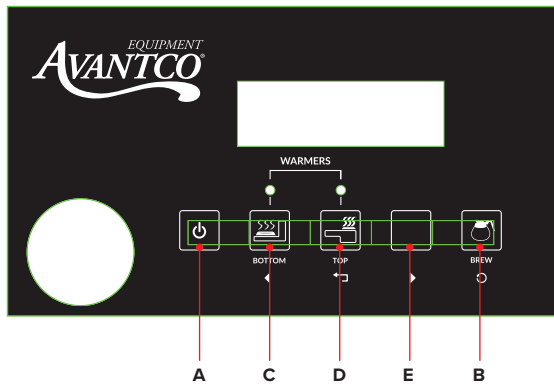 EQUIPMENT
AVANTCO®
WARMERS
BOTTOM
TOP
BREW
A
C
D
E
B